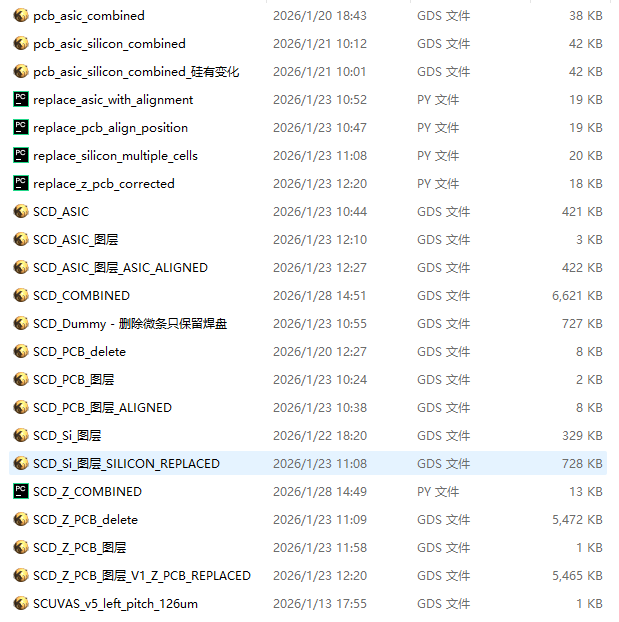 pcb_asic_combined 2026/1/20 18:43 GDS 文件 38 KB
pcb_asic_silicon_combined 2026/1/21 10:12 GDS 文件 42 KB
pcb_asic_silicon_combined_硅有变化 2026/1/21 10:01 GDS 文件 42 KB
PC replace_asic_with_alignment 2026/1/23 10:52 PY 文件 19 KB
PC replace_pcb_align_position 2026/1/23 10:47 PY 文件 19 KB
PC replace_silicon_multiple_cells 2026/1/23 11:08 PY 文件 20 KB
PC replace_z_pcb_corrected 2026/1/23 12:20 PY 文件 18 KB
SCD_ASIC 2026/1/23 10:44 GDS 文件 421 KB
SCD_ASIC_图层 2026/1/23 12:10 GDS 文件 3 KB
SCD_ASIC_图层_ASIC_ALIGNED 2026/1/23 12:27 GDS 文件 422 KB
SCD_COMBINED 2026/1/28 14:51 GDS 文件 6,621 KB
SCD_Dummy - 删除微条只保留焊盘 2026/1/23 10:55 GDS 文件 727 KB
SCD_PCB_delete 2026/1/20 12:27 GDS 文件 8 KB
SCD_PCB_图层 2026/1/23 10:24 GDS 文件 2 KB
SCD_PCB_图层_ALIGNED 2026/1/23 10:38 GDS 文件 8 KB
SCD_Si_图层 2026/1/22 18:20 GDS 文件 329 KB
SCD_Si_图层_SILICON_REPLACED 2026/1/23 11:08 GDS 文件 728 KB
PC SCD_Z_COMBINED 2026/1/28 14:49 PY 文件 13 KB
SCD_Z_PCB_delete 2026/1/23 11:09 GDS 文件 5,472 KB
SCD_Z_PCB_图层 2026/1/23 11:58 GDS 文件 1 KB
SCD_Z_PCB_图层_V1_Z_PCB_REPLACED 2026/1/23 12:20 GDS 文件 5,465 KB
SCUVAS_v5_left_pitch_126um 2026/1/13 17:55 GDS 文件 1 KB